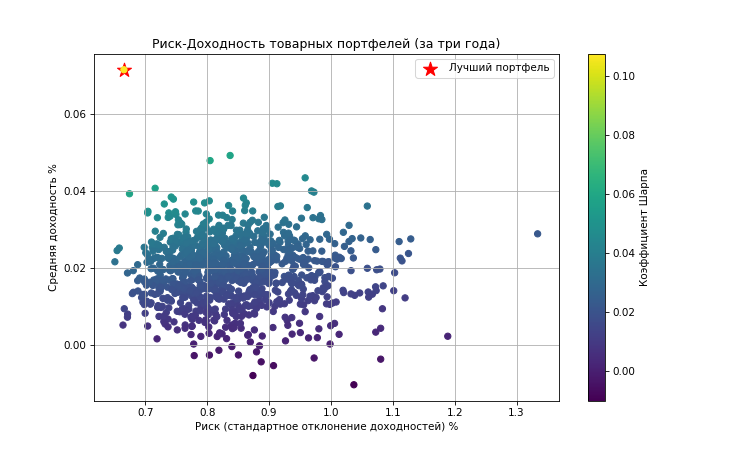 Риск-Доходность товарных портфелей (за три года)
Лучший портфель
Средняя доходность %
0.06
0.04
0.02
0.00
0.7 0.8 0.9 1.0 1.1 1.2 1.3
Риск (стандартное отклонение доходностей) %
0.10
0.08
0.06
0.04
0.02
0.00
Коэффициент Шарпа